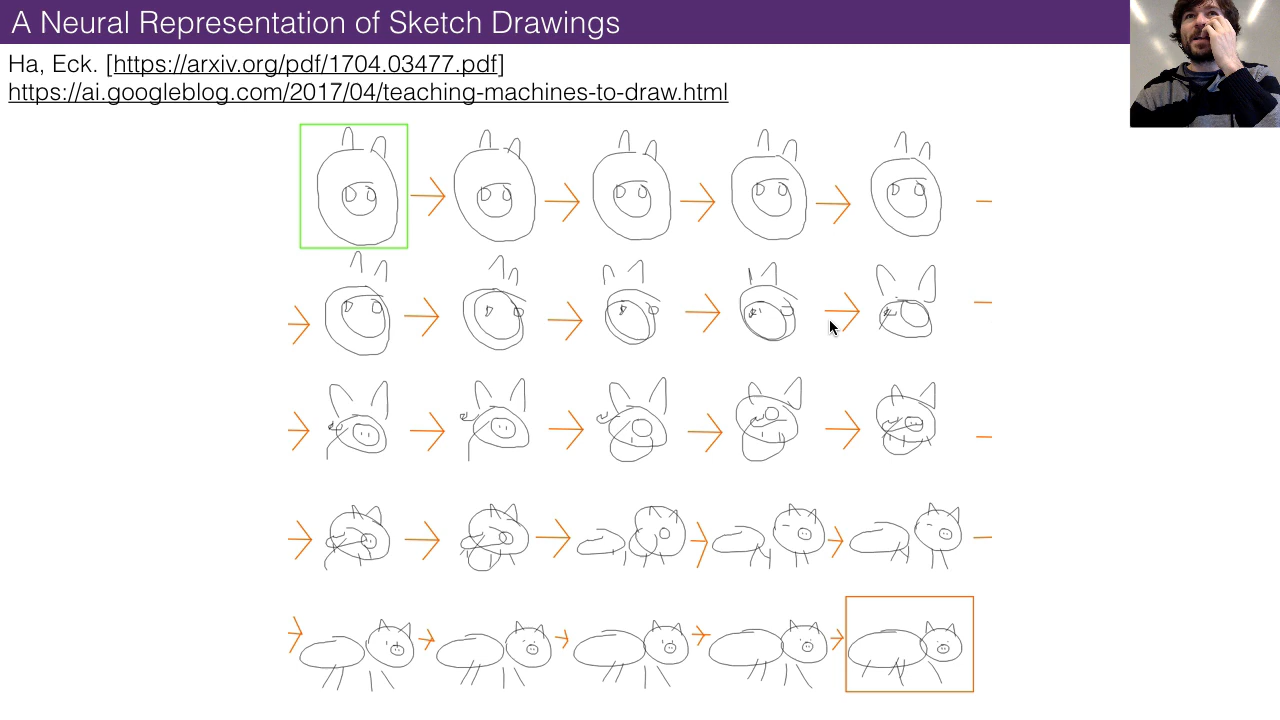 A Neural Representation of Sketch Drawings
Ha, Eck. [https://arxiv.org/pdf/1704.03477.pdf]
https://ai.googleblog.com/2017/04/teaching-machines-to-draw.html